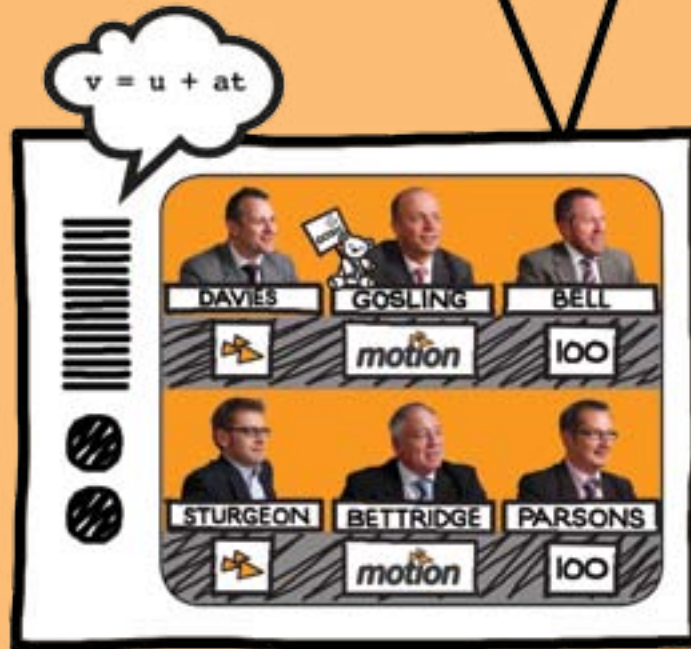 v = u + at
DAVIES GOSLING BELL
motion 100
STURGEON BETTRIDGE PARSONS
motion 100